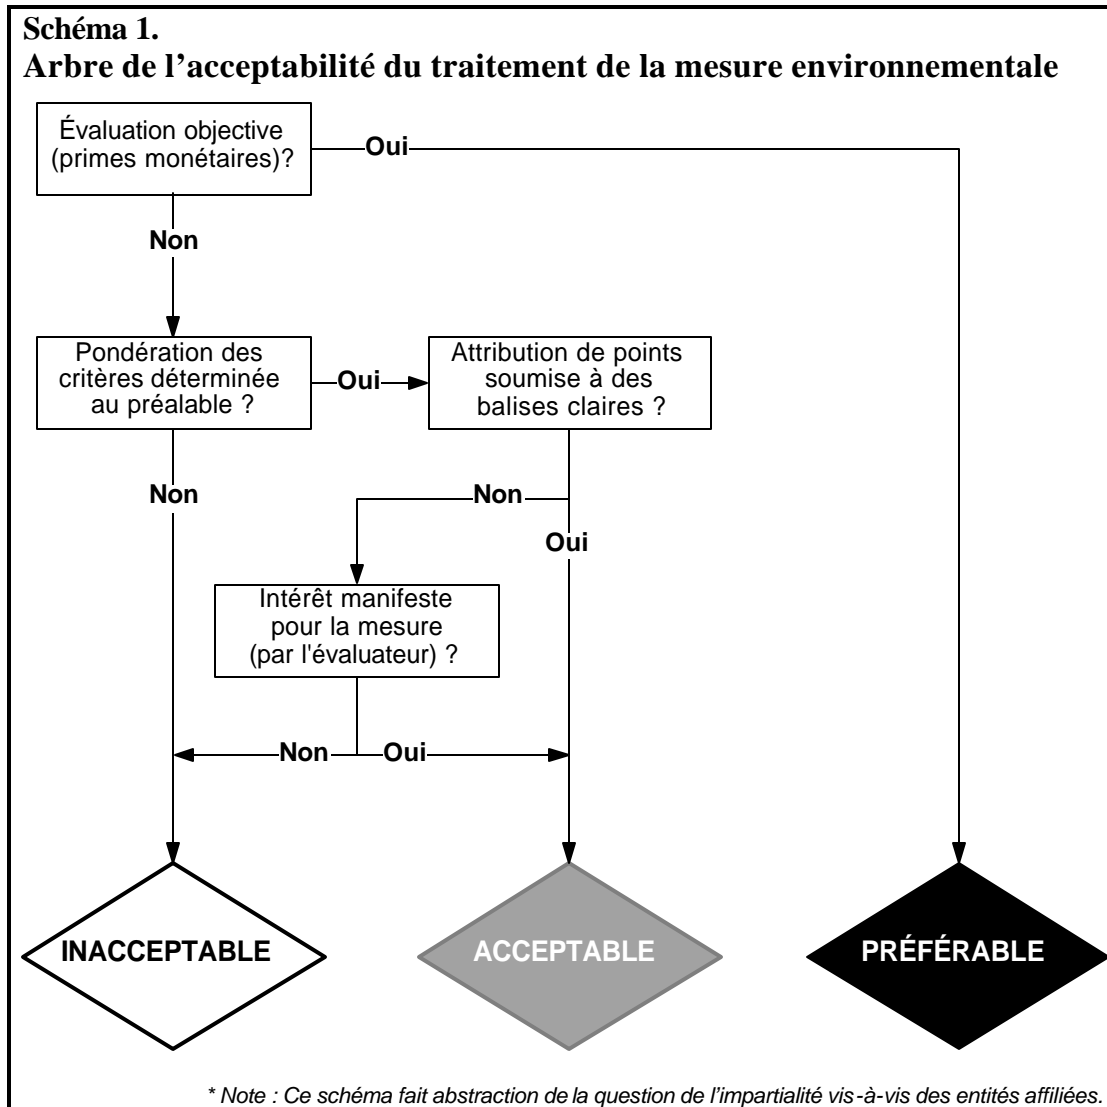 Schéma 1.
Arbre de l’acceptabilité du traitement de la mesure environnementale
Évaluation objective
(primes monétaires)?
Oui
Non
Pondération des
critères déterminée
au préalable ?
Oui
Attribution de points
soumise à des
balises claires ?
Non
Non
Oui
Intérêt manifeste
pour la mesure
(par l'évaluateur) ?
Non
Oui
INACCEPTABLE
ACCEPTABLE
PRÉFÉRABLE
* Note : Ce schéma fait abstraction de la question de l’impartialité vis-à-vis des entités affiliées.